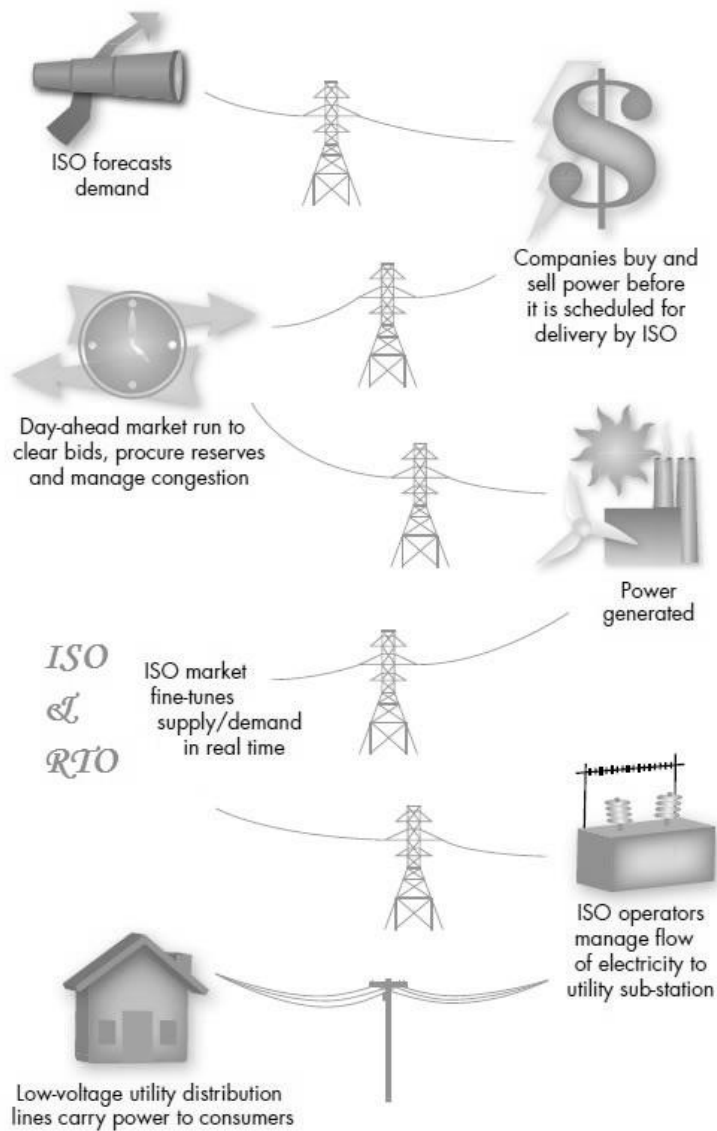 ISO forecasts
demand
$
Companies buy and
sell power before
it is scheduled for
delivery by ISO
Day-ahead market run to
clear bids, procure reserves
and manage congestion
Power
generated
ISO
&
RTO
ISO market
fine-tunes
supply/demand
in real time
ISO operators
manage flow
of electricity to
utility sub-station
Low-voltage utility distribution
lines carry power to consumers